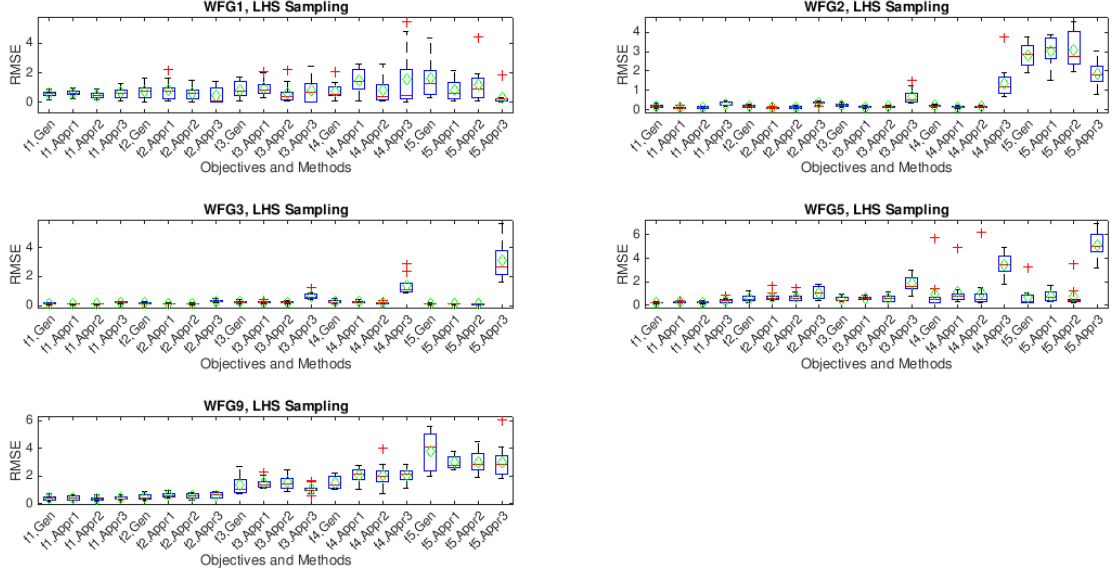 WFG1, LHS Sampling
RMSE
4
2
0
f1,Gen
f1,Appr1
f1,Appr2
f1,Appr3
f2,Gen
f2,Appr1
f2,Appr2
f2,Appr3
f3,Gen
f3,Appr1
f3,Appr2
f3,Appr3
f4,Gen
f4,Appr1
f4,Appr2
f4,Appr3
f5,Gen
f5,Appr1
f5,Appr2
f5,Appr3
Objectives and Methods
WFG2, LHS Sampling
RMSE
4
3
2
1
0
f1,Gen
f1,Appr1
f1,Appr2
f1,Appr3
f2,Gen
f2,Appr1
f2,Appr2
f2,Appr3
f3,Gen
f3,Appr1
f3,Appr2
f3,Appr3
f4,Gen
f4,Appr1
f4,Appr2
f4,Appr3
f5,Gen
f5,Appr1
f5,Appr2
f5,Appr3
Objectives and Methods
WFG3, LHS Sampling
RMSE
4
2
0
f1,Gen
f1,Appr1
f1,Appr2
f1,Appr3
f2,Gen
f2,Appr1
f2,Appr2
f2,Appr3
f3,Gen
f3,Appr1
f3,Appr2
f3,Appr3
f4,Gen
f4,Appr1
f4,Appr2
f4,Appr3
f5,Gen
f5,Appr1
f5,Appr2
f5,Appr3
Objectives and Methods
WFG5, LHS Sampling
RMSE
6
4
2
0
f1,Gen
f1,Appr1
f1,Appr2
f1,Appr3
f2,Gen
f2,Appr1
f2,Appr2
f2,Appr3
f3,Gen
f3,Appr1
f3,Appr2
f3,Appr3
f4,Gen
f4,Appr1
f4,Appr2
f4,Appr3
f5,Gen
f5,Appr1
f5,Appr2
f5,Appr3
Objectives and Methods
WFG9, LHS Sampling
RMSE
6
4
2
0
f1,Gen
f1,Appr1
f1,Appr2
f1,Appr3
f2,Gen
f2,Appr1
f2,Appr2
f2,Appr3
f3,Gen
f3,Appr1
f3,Appr2
f3,Appr3
f4,Gen
f4,Appr1
f4,Appr2
f4,Appr3
f5,Gen
f5,Appr1
f5,Appr2
f5,Appr3
Objectives and Methods